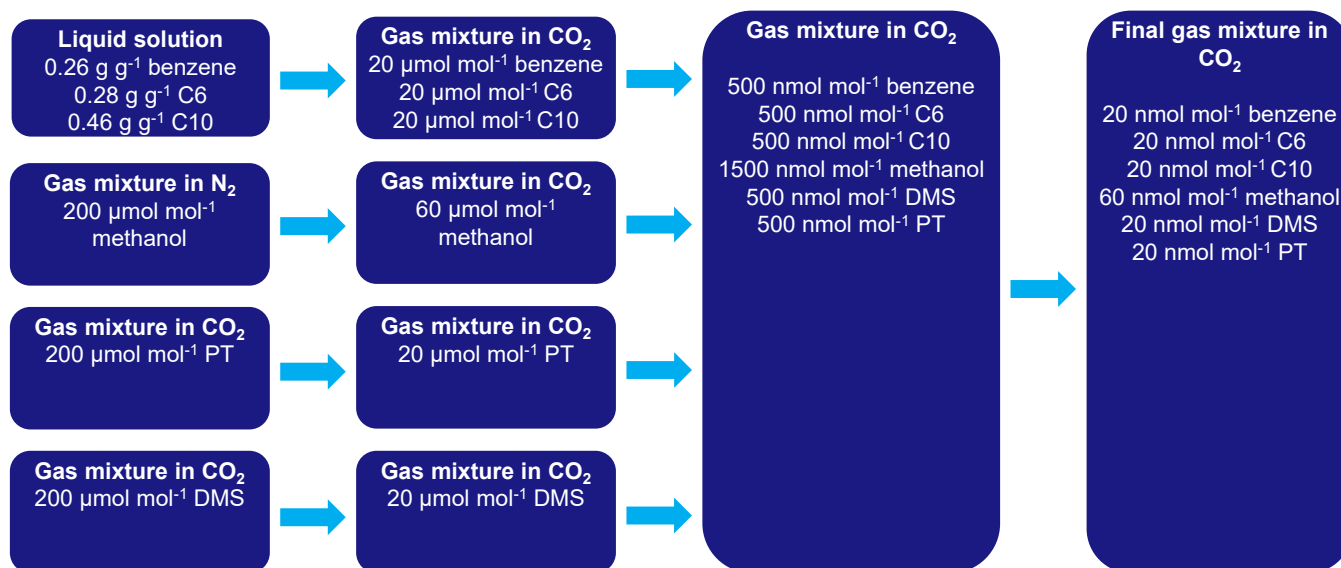 Liquid solution
0.26 g g⁻¹ benzene
0.28 g g⁻¹ C6
0.46 g g⁻¹ C10
Gas mixture in CO₂
20 µmol mol⁻¹ benzene
20 µmol mol⁻¹ C6
20 µmol mol⁻¹ C10
Gas mixture in N₂
200 µmol mol⁻¹
methanol
Gas mixture in CO₂
60 µmol mol⁻¹
methanol
Gas mixture in CO₂
200 µmol mol⁻¹ PT
Gas mixture in CO₂
20 µmol mol⁻¹ PT
Gas mixture in CO₂
200 µmol mol⁻¹ DMS
Gas mixture in CO₂
20 µmol mol⁻¹ DMS
Gas mixture in CO₂
500 nmol mol⁻¹ benzene
500 nmol mol⁻¹ C6
500 nmol mol⁻¹ C10
1500 nmol mol⁻¹ methanol
500 nmol mol⁻¹ DMS
500 nmol mol⁻¹ PT
Final gas mixture in
CO₂
20 nmol mol⁻¹ benzene
20 nmol mol⁻¹ C6
20 nmol mol⁻¹ C10
60 nmol mol⁻¹ methanol
20 nmol mol⁻¹ DMS
20 nmol mol⁻¹ PT